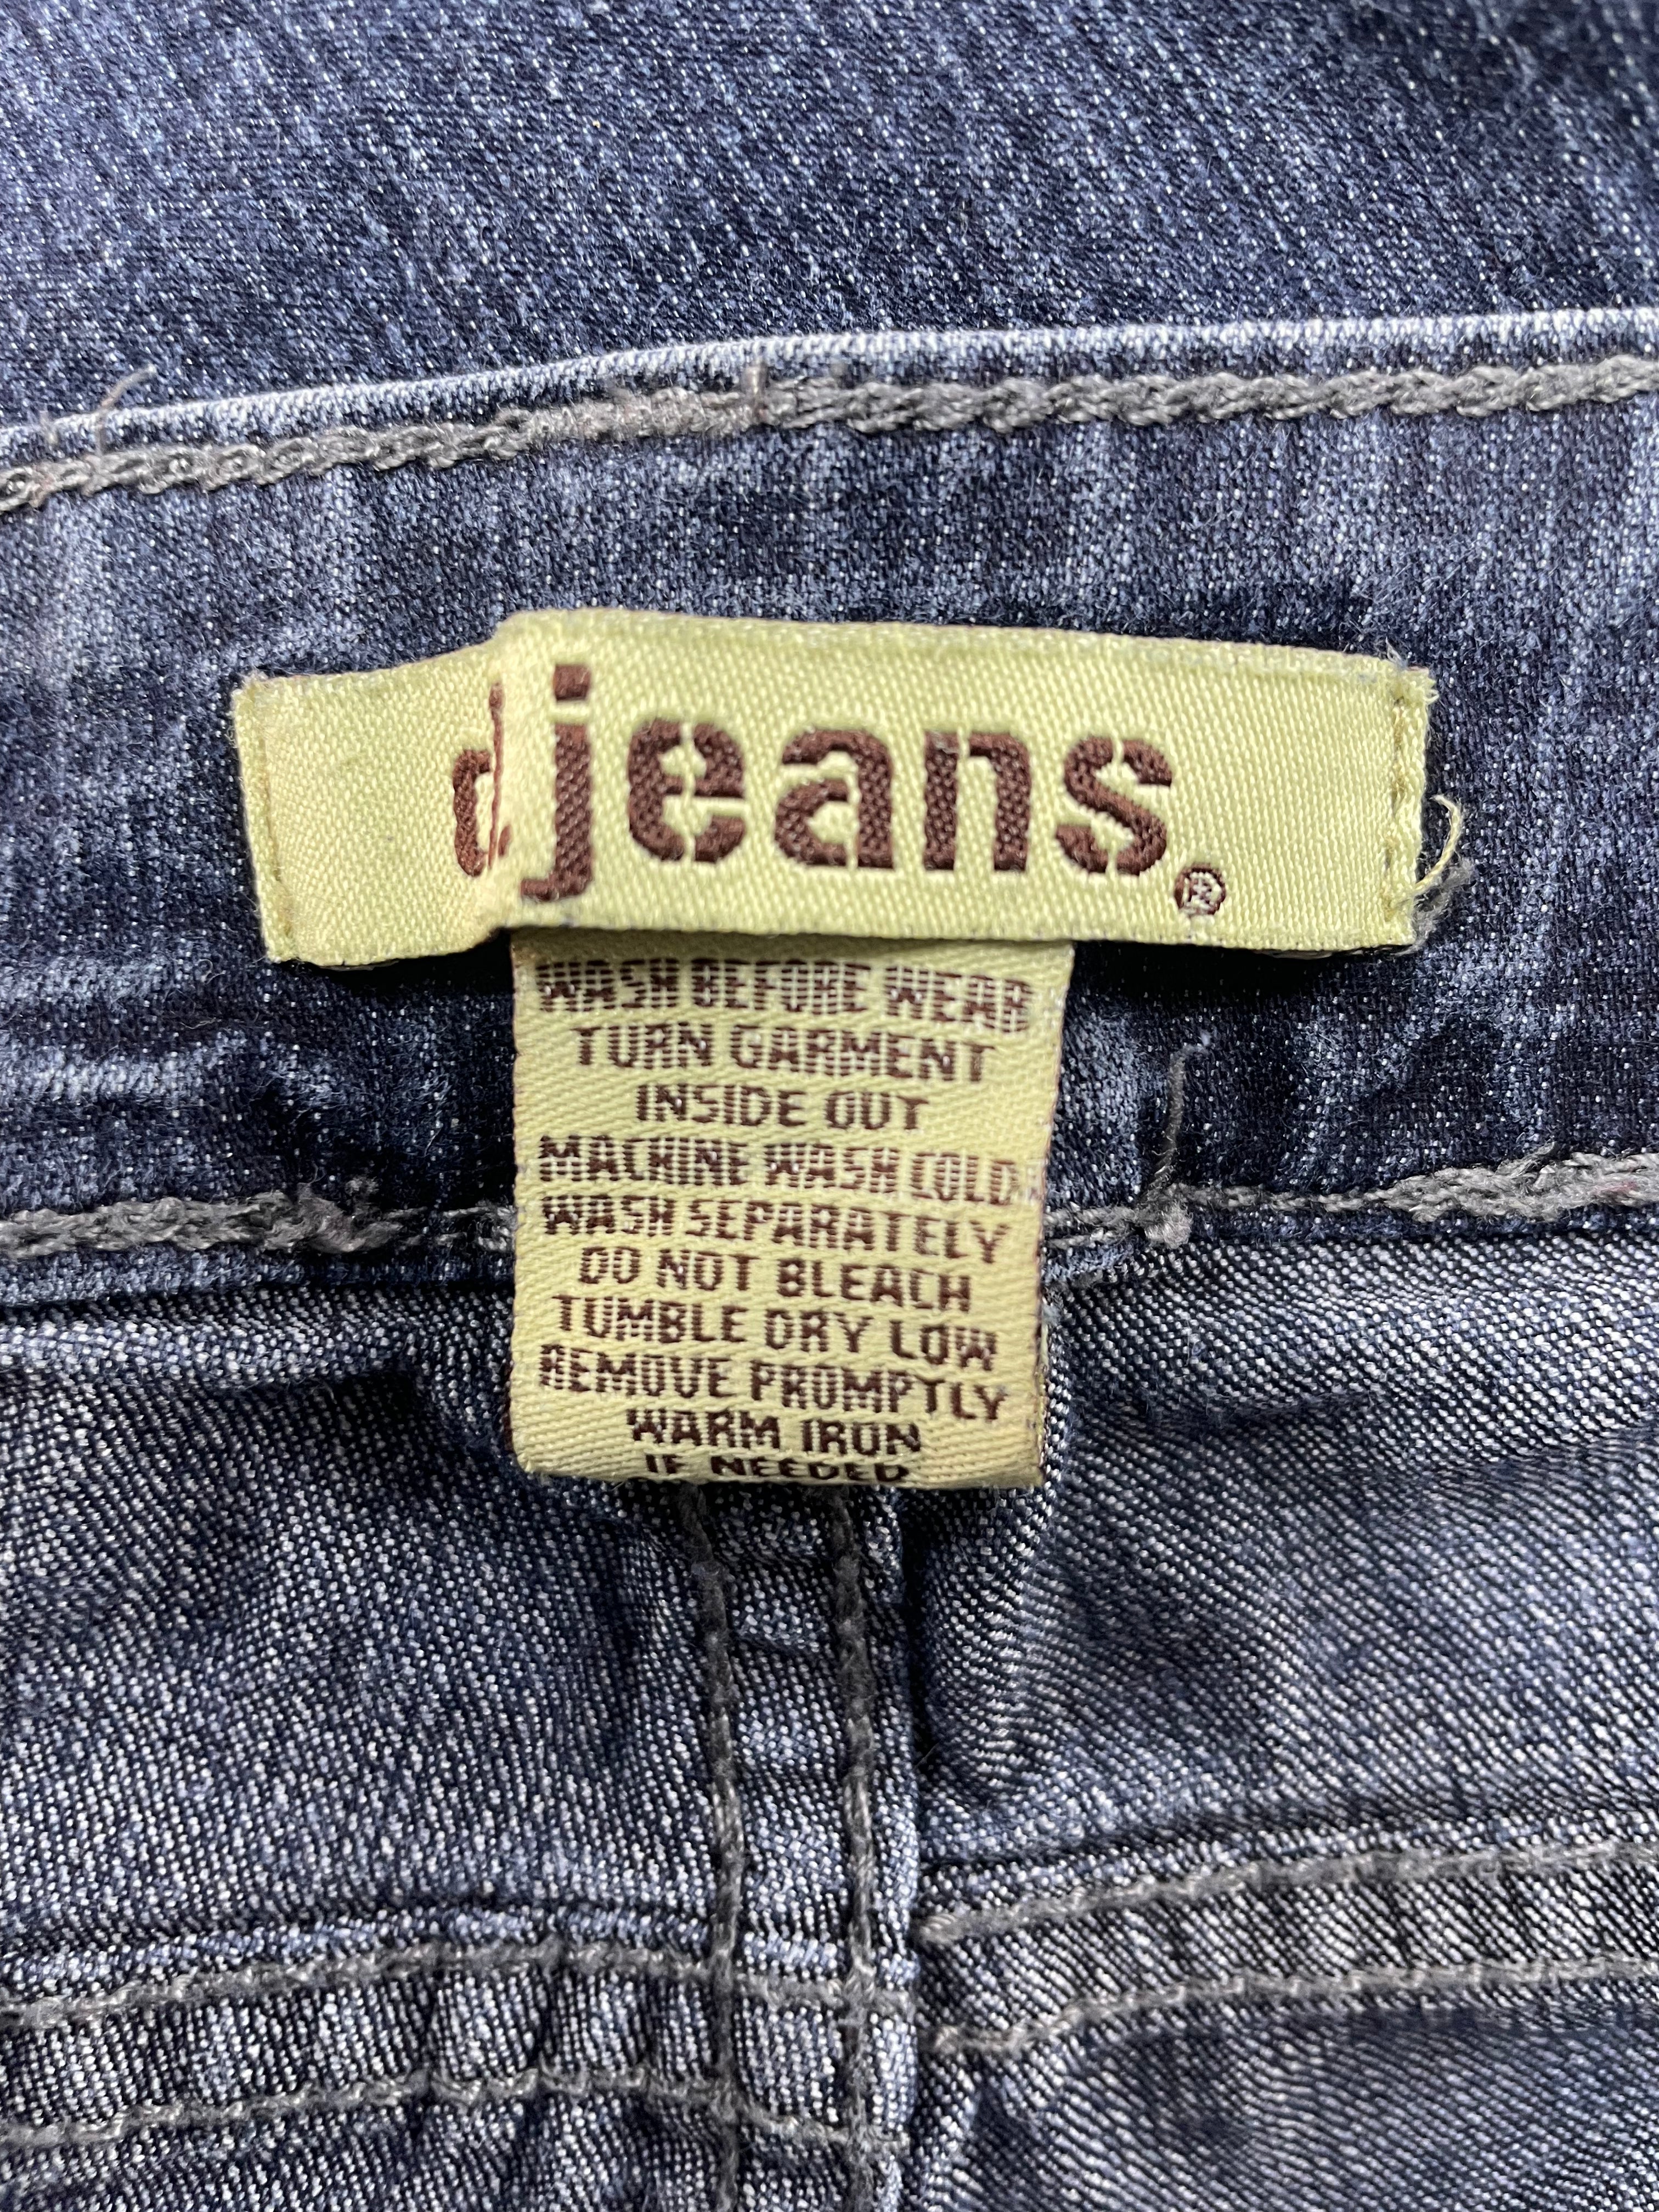 d.jeans.®
WASH BEFORE WEAR
TURN GARMENT
INSIDE OUT
MACHINE WASH COLD
WASH SEPARATELY
DO NOT BLEACH
TUMBLE DRY LOW
REMOVE PROMPTLY
WARM IRON
IF NEEDED